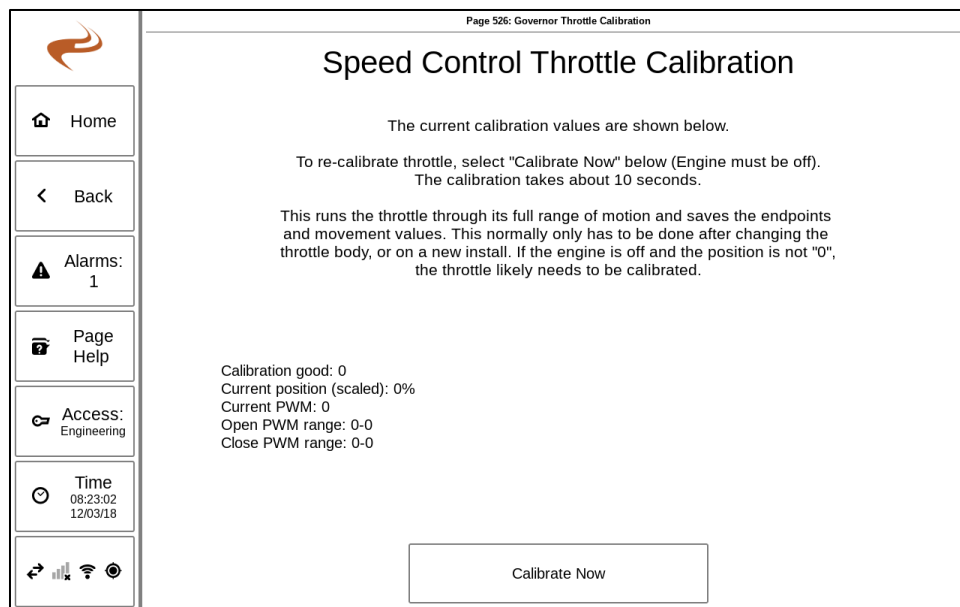 Page 526: Governor Throttle Calibration
Speed Control Throttle Calibration
Home
Back
Alarms:
1
Page
Help
Access:
Engineering
Time
08:23:02
12/03/18
The current calibration values are shown below.
To re-calibrate throttle, select "Calibrate Now" below (Engine must be off).
The calibration takes about 10 seconds.
This runs the throttle through its full range of motion and saves the endpoints
and movement values. This normally only has to be done after changing the
throttle body, or on a new install. If the engine is off and the position is not "0",
the throttle likely needs to be calibrated.
Calibration good: 0
Current position (scaled): 0%
Current PWM: 0
Open PWM range: 0-0
Close PWM range: 0-0
Calibrate Now